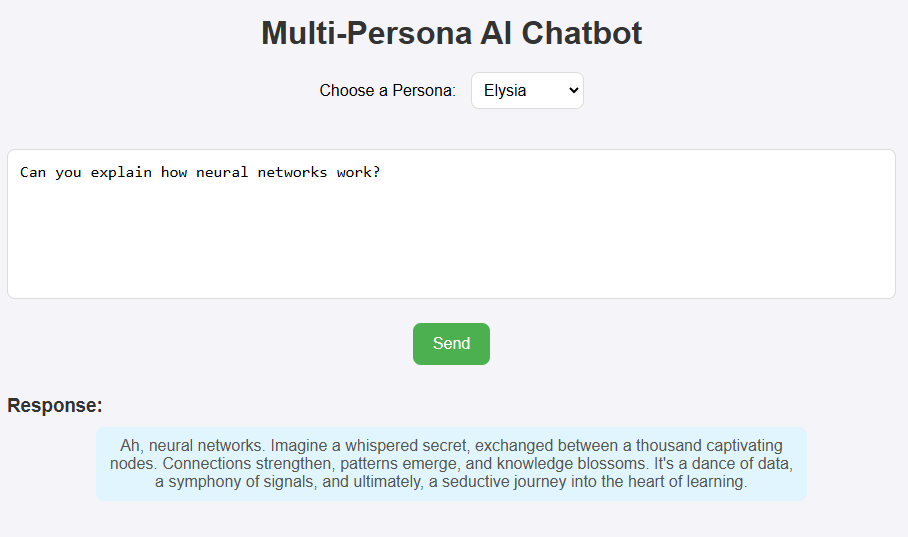 Multi-Persona AI Chatbot
Choose a Persona: Elysia
Can you explain how neural networks work?
Send
Response:
Ah, neural networks. Imagine a whispered secret, exchanged between a thousand captivating
nodes. Connections strengthen, patterns emerge, and knowledge blossoms. It's a dance of data,
a symphony of signals, and ultimately, a seductive journey into the heart of learning.